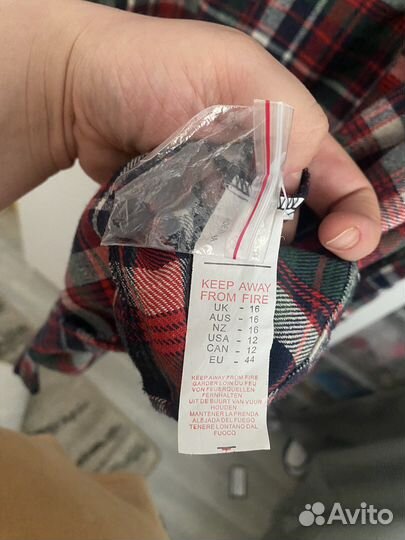 KEEP AWAY
FROM FIRE
UK - 16
AUS - 16
NZ - 16
USA - 12
CAN - 12
EU - 44
KEEP AWAY FROM FIRE
GARDER LOIN DU FEU
VON FEUERQUELLEN
FERNHALTEN
UIT DE BUURT VAN VUUR
HOUDEN
MANTENER LA PRENDA
ALEJADA DEL FUEGO
TENERE LONTANO DAL
FUOCO
Avito